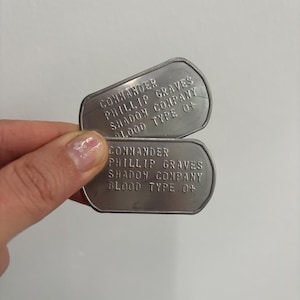 COMMANDER
PHILLIP GRAVES
SHADOW COMPANY
BLOOD TYPE O+
COMMANDER
PHILLIP GRAVES
SHADOW COMPANY
BLOOD TYPE O+